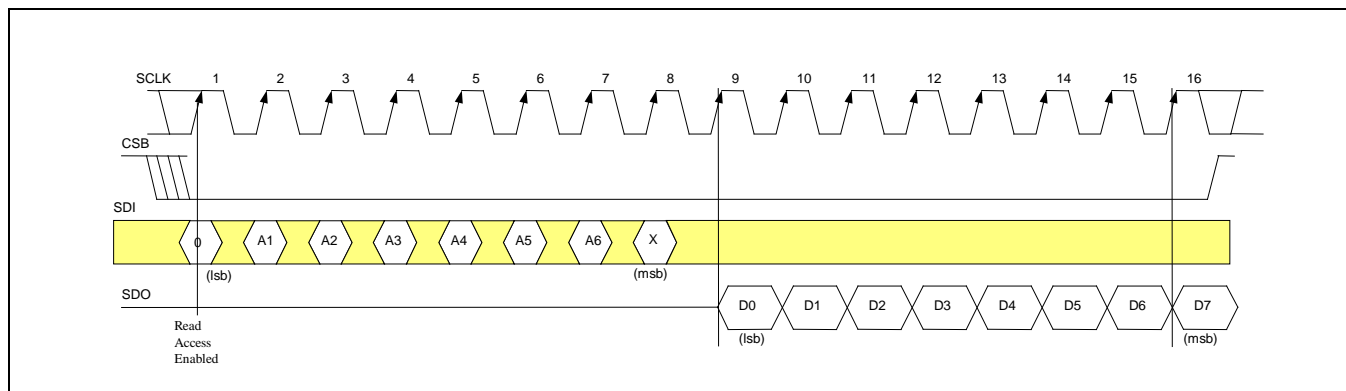 SCLK 1 2 3 4 5 6 7 8 9 10 11 12 13 14 15 16
CSB
SDI
0 A1 A2 A3 A4 A5 A6 X
(lsb) (msb)
SDO
D0 D1 D2 D3 D4 D5 D6 D7
(lsb) (msb)
Read
Access
Enabled